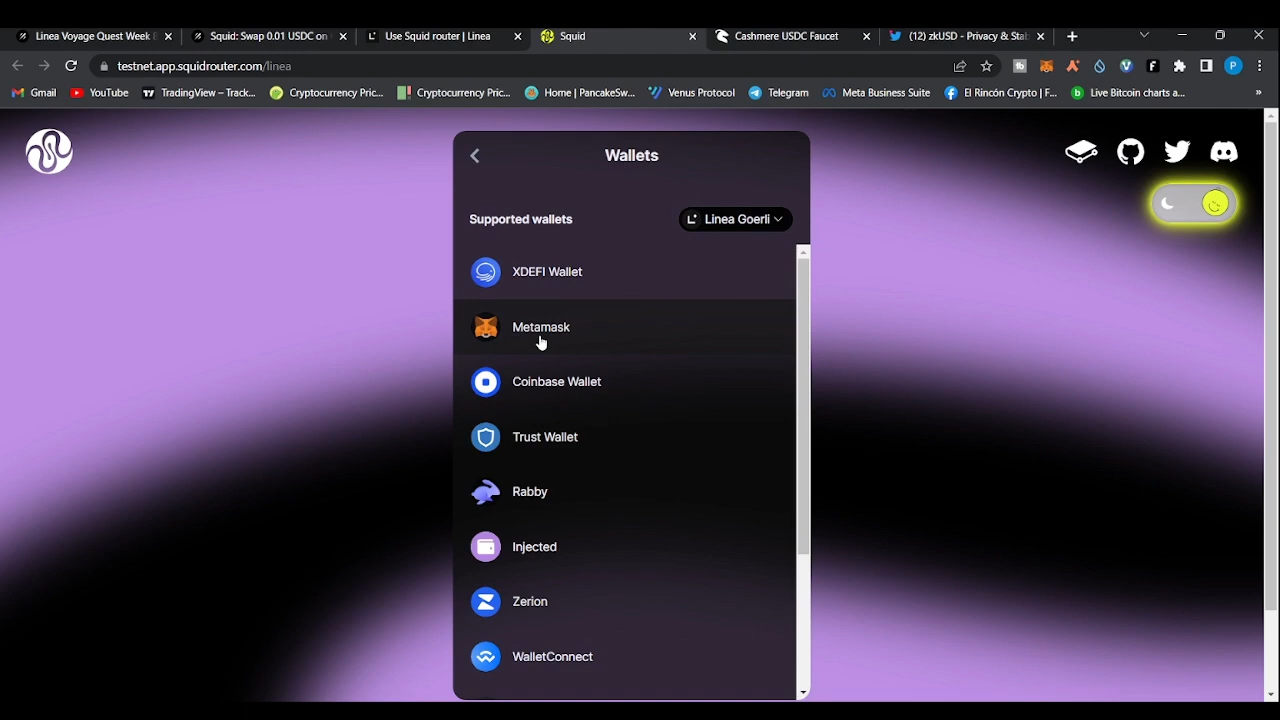 Linea Voyage Quest Week
Squid: Swap 0.01 USDC on
Use Squid router | Linea
Squid
Cashmere USDC Faucet
(12) zkUSD - Privacy & Stab
testnet.app.squidrouter.com/linea
Gmail
YouTube
TradingView – Track...
Cryptocurrency Pric...
Cryptocurrency Pric...
Home | PancakeSw...
Venus Protocol
Telegram
Meta Business Suite
El Rincón Crypto | F...
Live Bitcoin charts a...
»
Wallets
Supported wallets
Linea Goerli
XDEFI Wallet
Metamask
Coinbase Wallet
Trust Wallet
Rabby
Injected
Zerion
WalletConnect